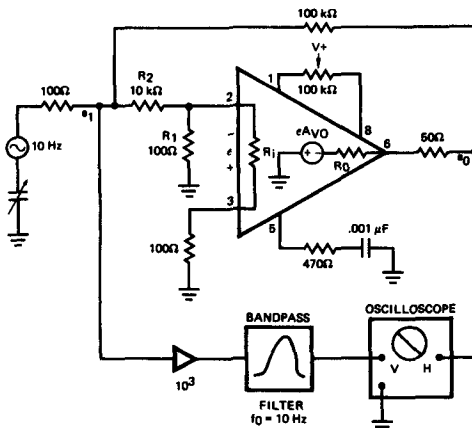 100 kΩ
V+
100Ω
R2
10 kΩ
1
100 kΩ
e1
2
8
10 Hz
R1
100Ω
−
e
+
Ri
eAVO
+ −
RO
6
50Ω
eO
3
5
100Ω
.001 µF
470Ω
BANDPASS
OSCILLOSCOPE
V
H
10³
FILTER
fO = 10 Hz